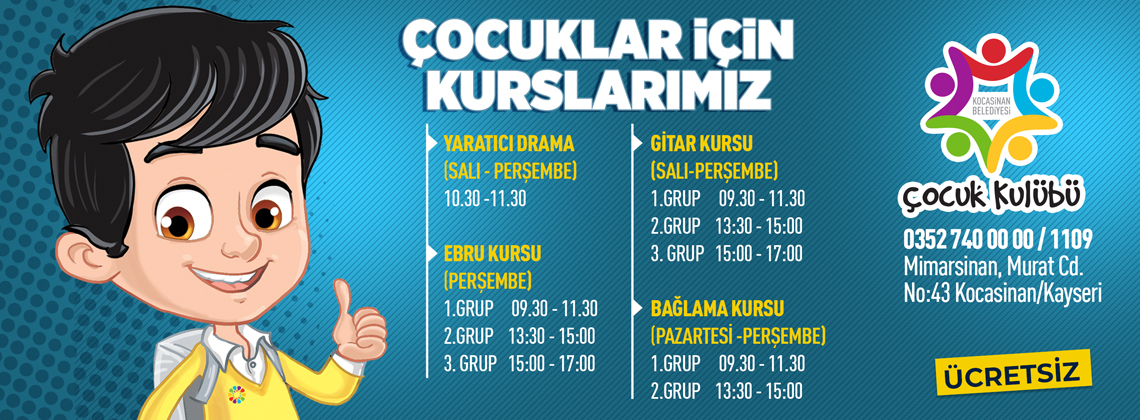 ÇOCUKLAR İÇİN
KURSLARIMIZ
YARATICI DRAMA
(SALI - PERŞEMBE)
10.30 -11.30
EBRU KURSU
(PERŞEMBE)
1.GRUP 09.30 - 11.30
2.GRUP 13:30 - 15:00
3. GRUP 15:00 - 17:00
GİTAR KURSU
(SALI-PERŞEMBE)
1.GRUP 09.30 - 11.30
2.GRUP 13:30 - 15:00
3. GRUP 15:00 - 17:00
BAĞLAMA KURSU
(PAZARTESİ -PERŞEMBE)
1.GRUP 09.30 - 11.30
2.GRUP 13:30 - 15:00
KOCASİNAN
BELEDİYESİ
Çocuk Kulübü
0352 740 00 00 / 1109
Mimarsinan, Murat Cd.
No:43 Kocasinan/Kayseri
ÜCRETSİZ